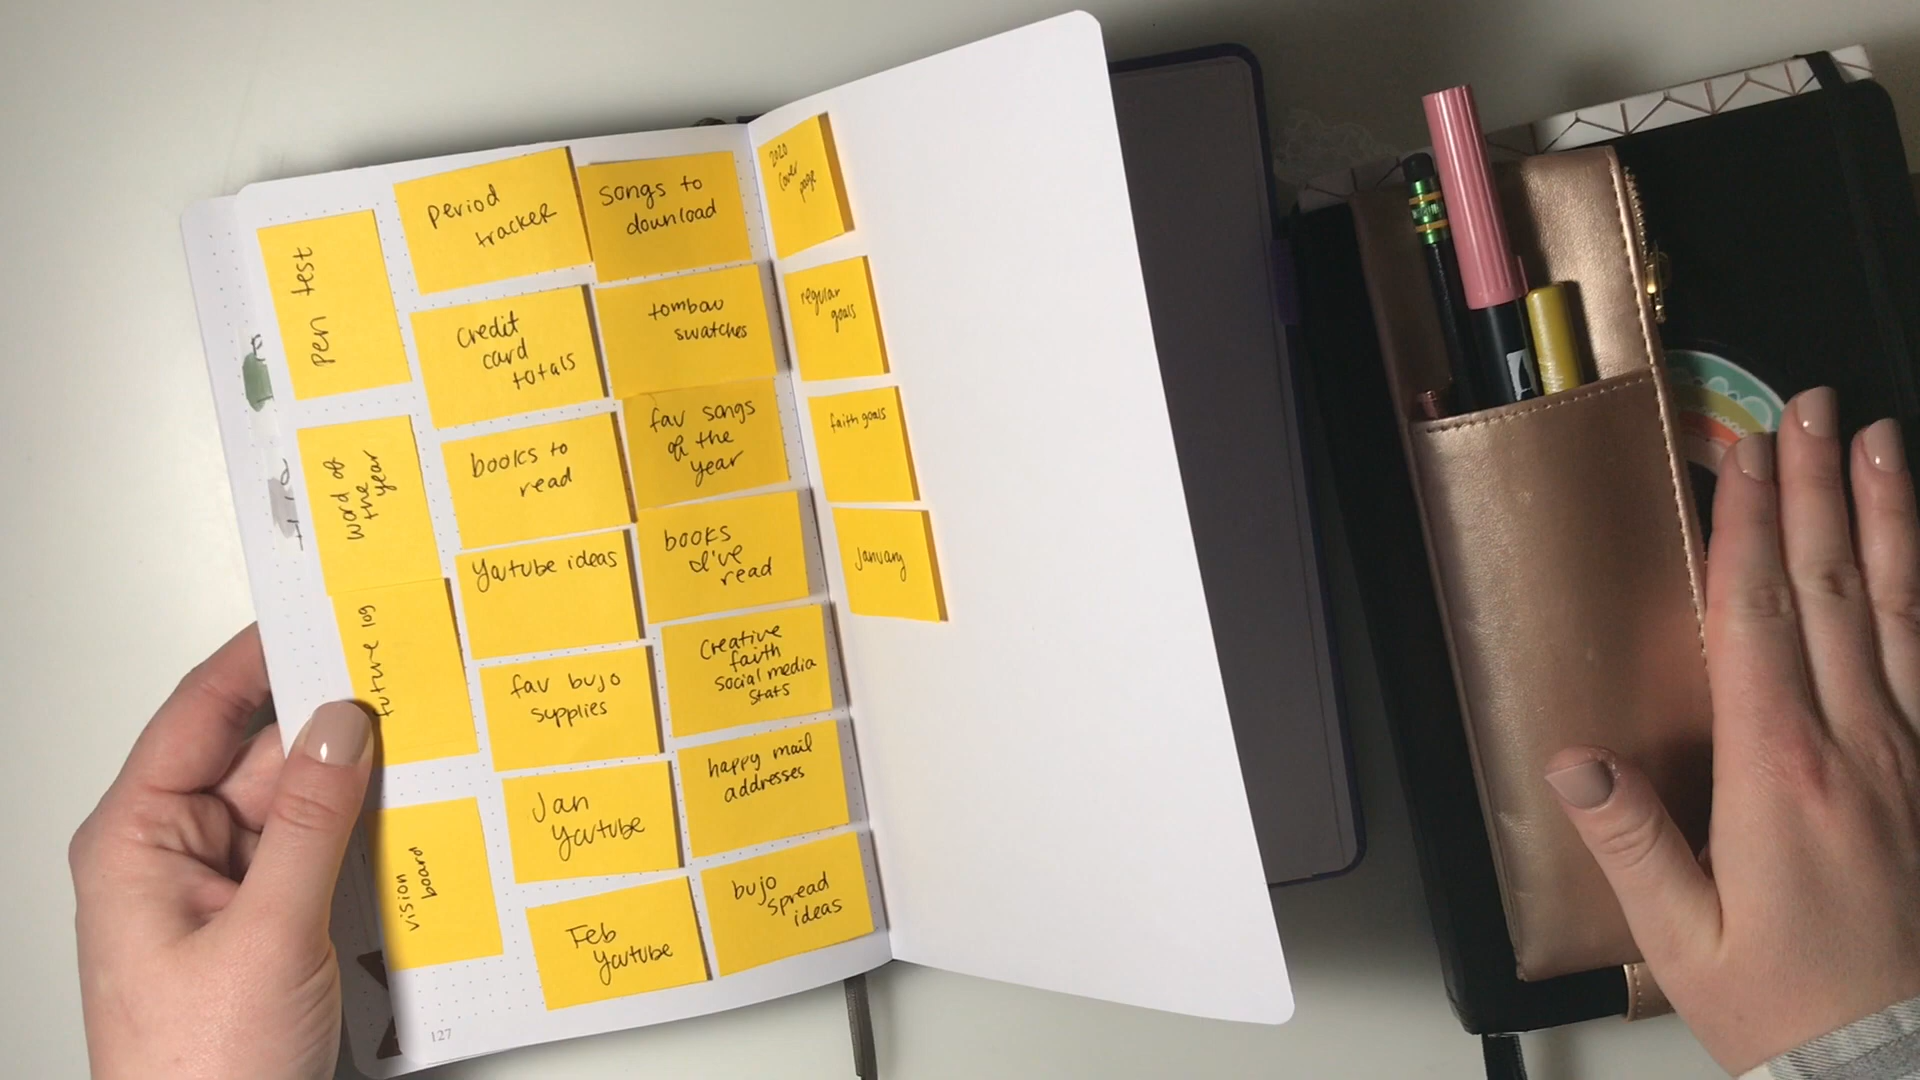 pen test
word of
the
year
future log
vision
board
period
tracker
credit
card
totals
books to
read
Youtube ideas
fav bujo
supplies
Jan
Youtube
Feb
Youtube
songs to
download
tombow
swatches
fav songs
of the
year
books
I've
read
Creative
faith
social media
stats
happy mail
addresses
bujo
spread
ideas
2020
cover
page
regular
goals
faith goals
January
127